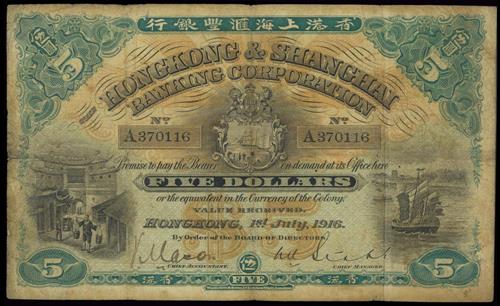 行銀豐滙海上港香
5 HONGKONG & SHANGHAI 5
BANKING CORPORATION
Nº Nº
A370116 A370116
Promise to pay the Bearer on demand at its Office here
FIVE DOLLARS
or the equivalent in the Currency of the Colony.
VALUE RECEIVED.
HONGKONG, 1st July, 1916.
By Order of the BOARD OF DIRECTORS,
CHIEF ACCOUNTANT. CHIEF MANAGER.
5 FIVE 5